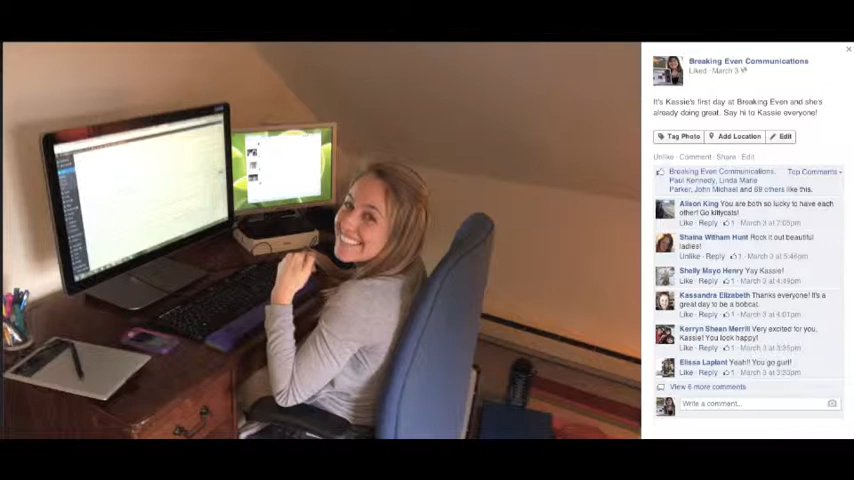 Breaking Even Communications
Liked · March 3
It's Kassie's first day at Breaking Even and she's
already doing great. Say hi to Kassie everyone!
Tag Photo Add Location Edit
Unlike · Comment · Share · Edit
Breaking Even Communications, Top Comments
Paul Kennedy, Linda Marie
Parker, John Michael and 69 others like this.
Alison King You are both so lucky to have each
other! Go kittycats!
Like · Reply · 1 · March 3 at 7:05pm
Shaina Witham Hunt Rock it out beautiful
ladies!
Unlike · Reply · 1 · March 3 at 5:46pm
Shelly Mayo Henry Yay Kassie!
Like · Reply · 1 · March 3 at 4:49pm
Kassandra Elizabeth Thanks everyone! It's a
great day to be a bobcat.
Like · Reply · 1 · March 3 at 4:01pm
Kerryn Shean Merrill Very excited for you,
Kassie! You look happy!
Like · Reply · 1 · March 3 at
Elissa Laplant Yeah!! You go gurl!
Like · Reply · 1 · March 3 at
View 6 more comments
Write a comment...